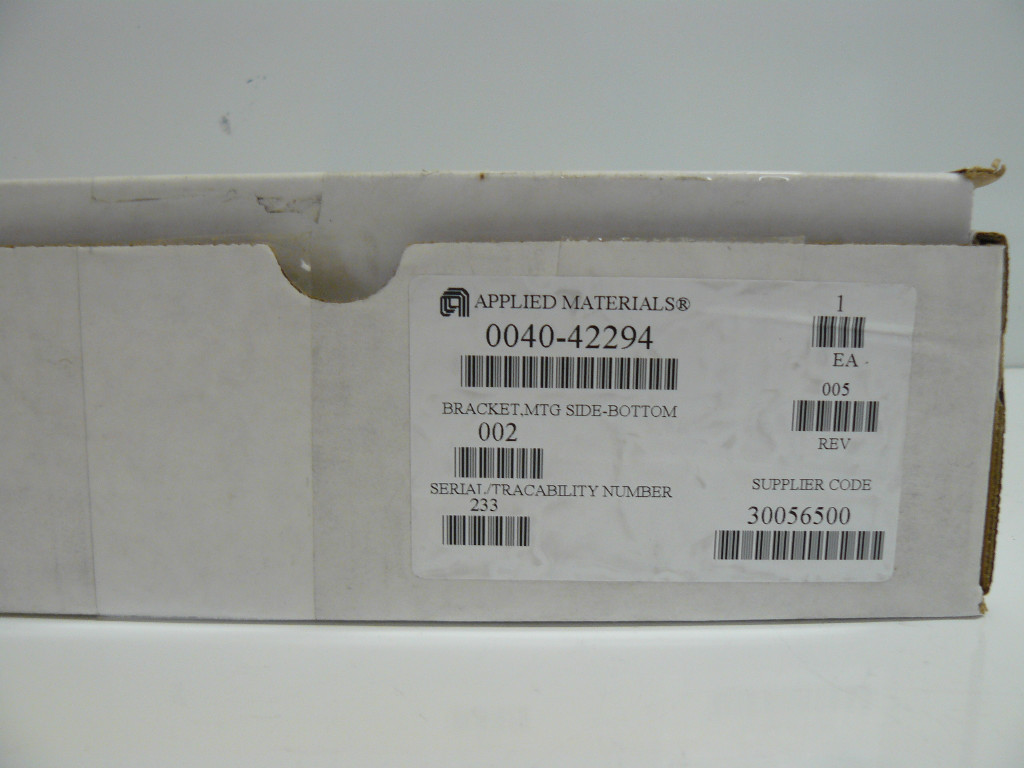 APPLIED MATERIALS®
0040-42294
1
EA
BRACKET,MTG SIDE-BOTTOM
002
005
REV
SERIAL/TRACABILITY NUMBER
233
SUPPLIER CODE
30056500